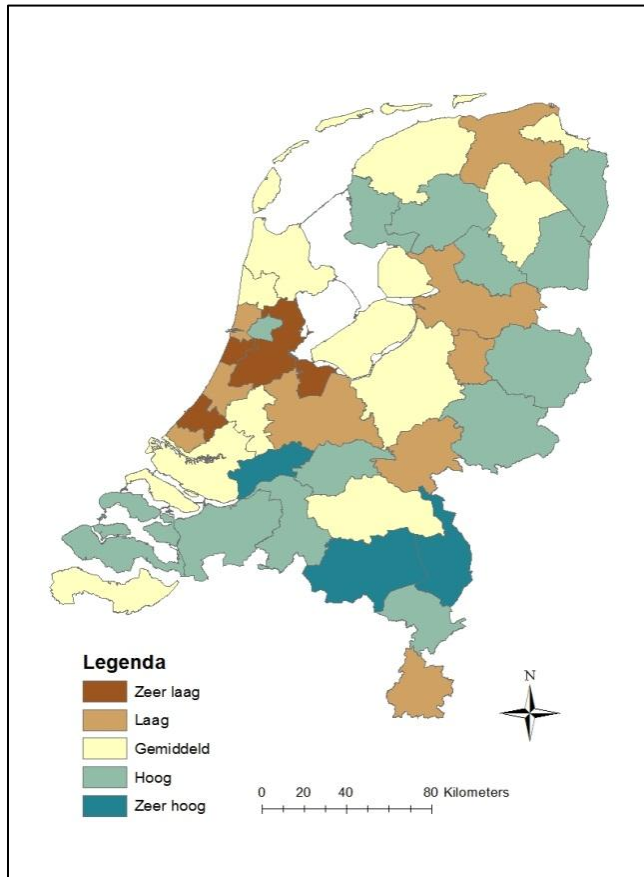 Legenda
Zeer laag
Laag
Gemiddeld
Hoog
Zeer hoog
N
0 20 40 80 Kilometers